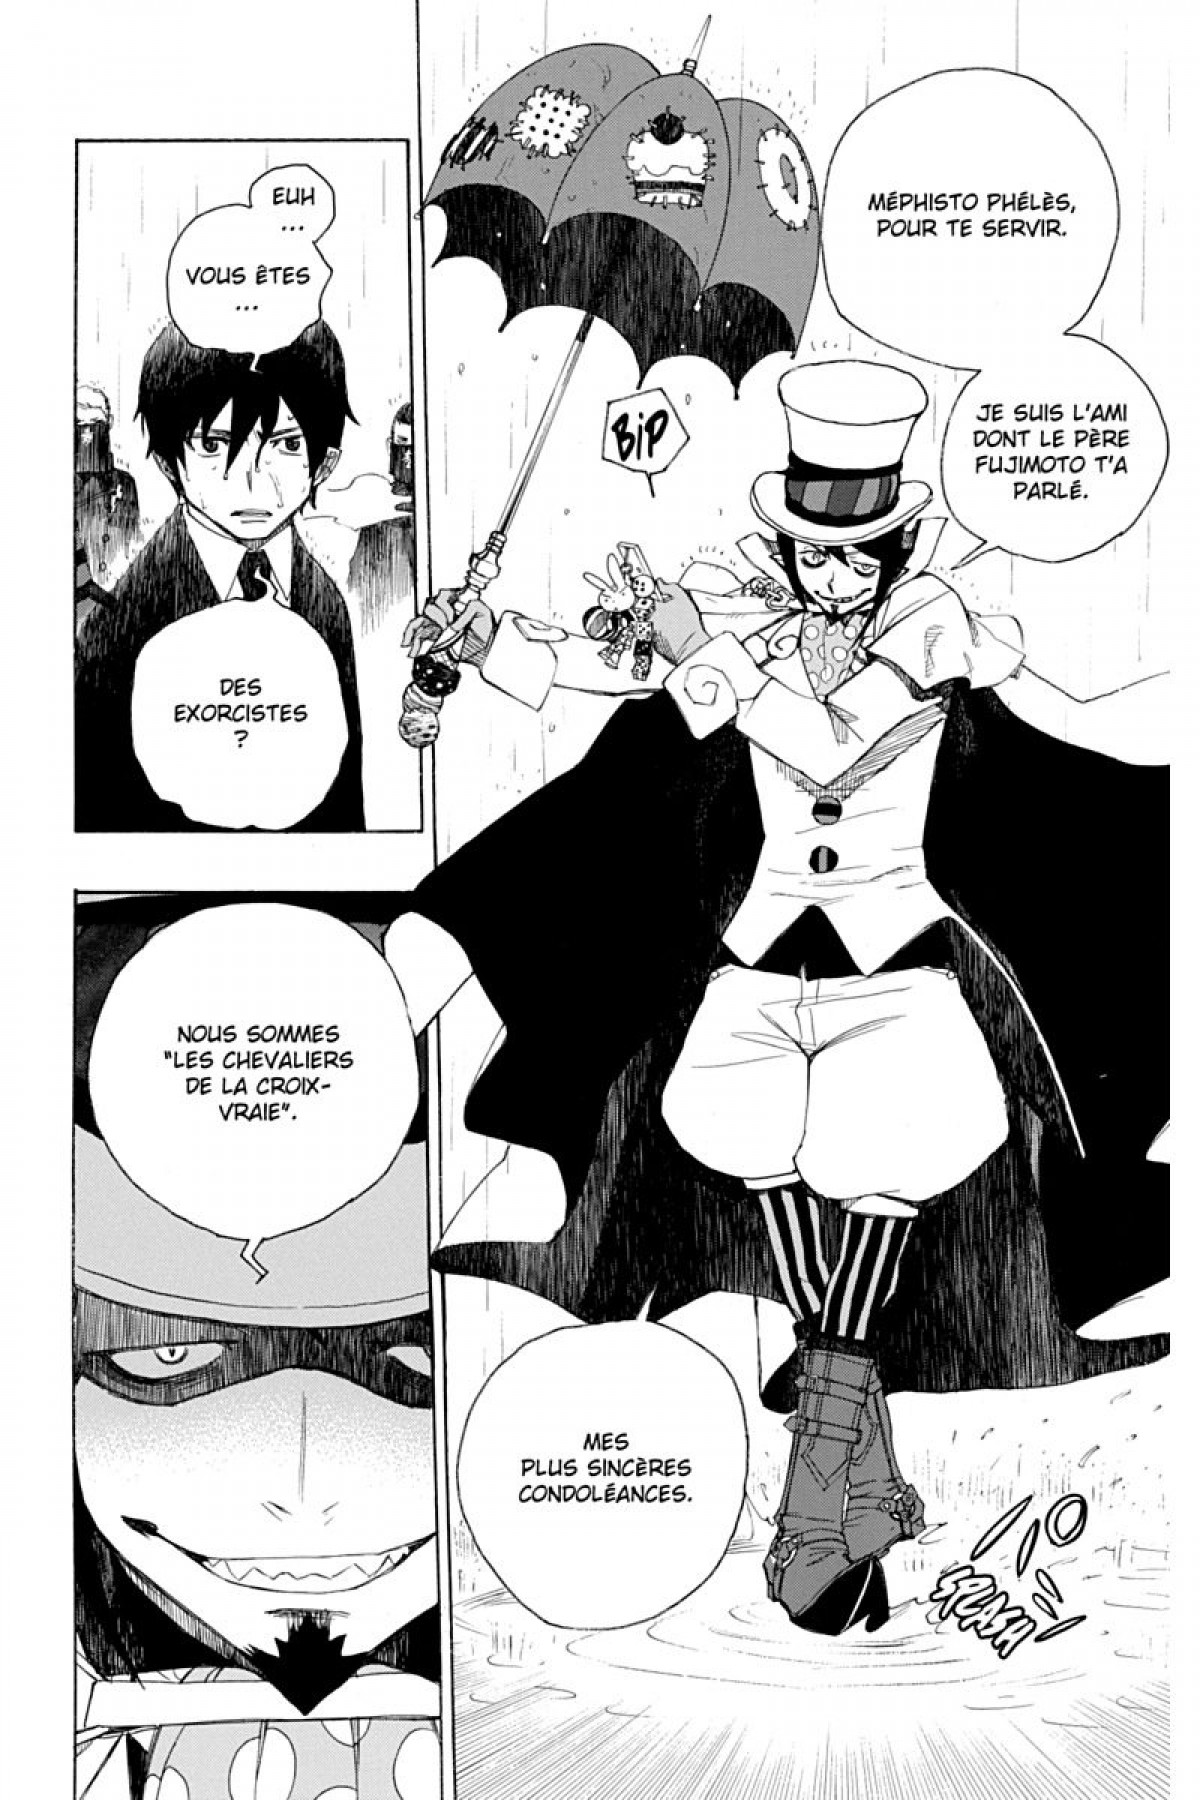 MÉPHISTO PHÉLÈS,
POUR TE SERVIR.
JE SUIS L'AMI
DONT LE PÈRE
FUJIMOTO T'A
PARLÉ.
BIP
MES
PLUS SINCÈRES
CONDOLÉANCES.
SPLASH
EUH
...
VOUS ÊTES
...
DES
EXORCISTES
?
NOUS SOMMES
"LES CHEVALIERS
DE LA CROIX-
VRAIE".